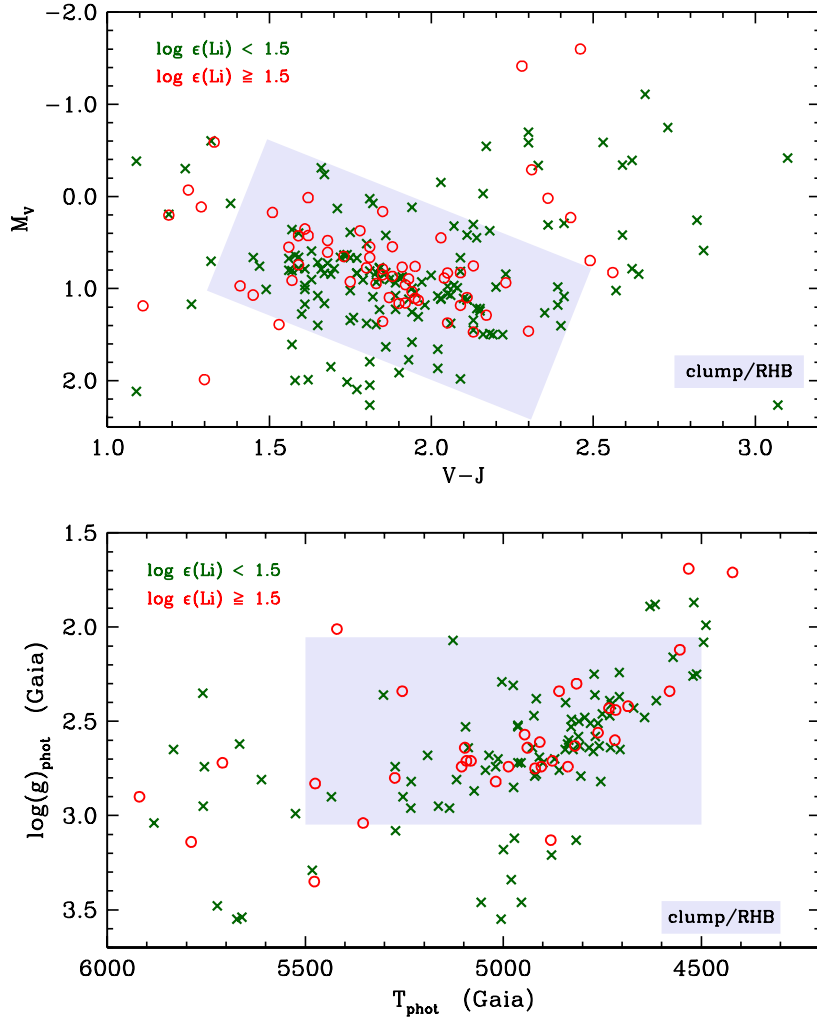 −2.0
−1.0
0.0
1.0
2.0
M_V
log ε(Li) < 1.5
log ε(Li) ≧ 1.5
clump/RHB
1.0 1.5 2.0 2.5 3.0
V−J
1.5
2.0
2.5
3.0
3.5
log(g)_phot (Gaia)
log ε(Li) < 1.5
log ε(Li) ≧ 1.5
clump/RHB
6000 5500 5000 4500
T_phot (Gaia)